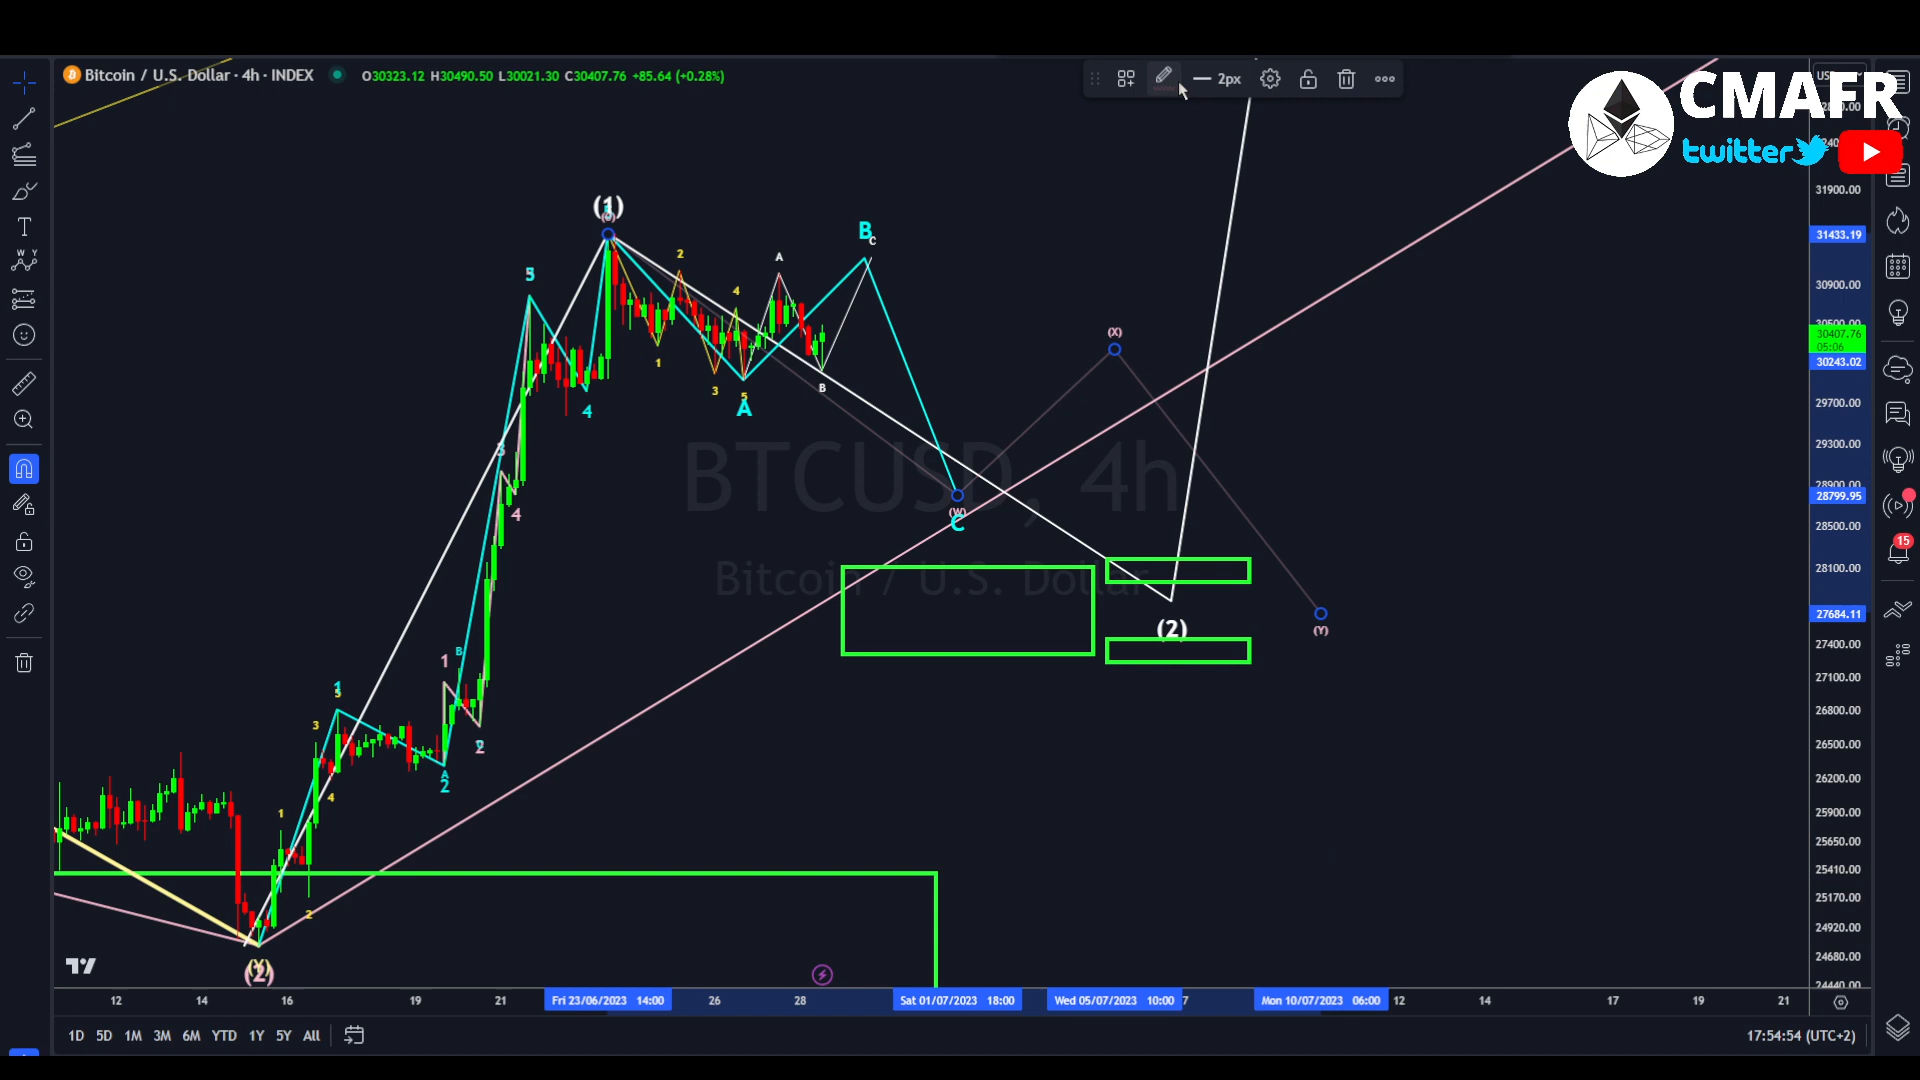 Bitcoin / U.S. Dollar · 4h · INDEX
O30323.12 H30490.50 L30021.30 C30407.76 +85.64 (+0.28%)
2px
CMAFR
twitter
31900.00
31433.19
30900.00
30407.76
05:06
30243.02
29700.00
29300.00
28799.95
28500.00
28100.00
27684.11
27400.00
27100.00
26800.00
26500.00
26200.00
25900.00
25650.00
25410.00
25170.00
24920.00
24680.00
24440.00
15
(1)
B
C
2
A
5
4
(X)
1
B
3
5
A
4
3
4
(W)
C
BTCUSD, 4h
Bitcoin / U.S. Dollar
(2)
(Y)
B
1
1
5
3
2
A
2
4
1
2
(2)
12
14
16
19
21
Fri 23/06/2023 14:00
26
28
Sat 01/07/2023 18:00
Wed 05/07/2023 10:00
7
Mon 10/07/2023 06:00
12
14
17
19
21
1D 5D 1M 3M 6M YTD 1Y 5Y All
17:54:54 (UTC+2)